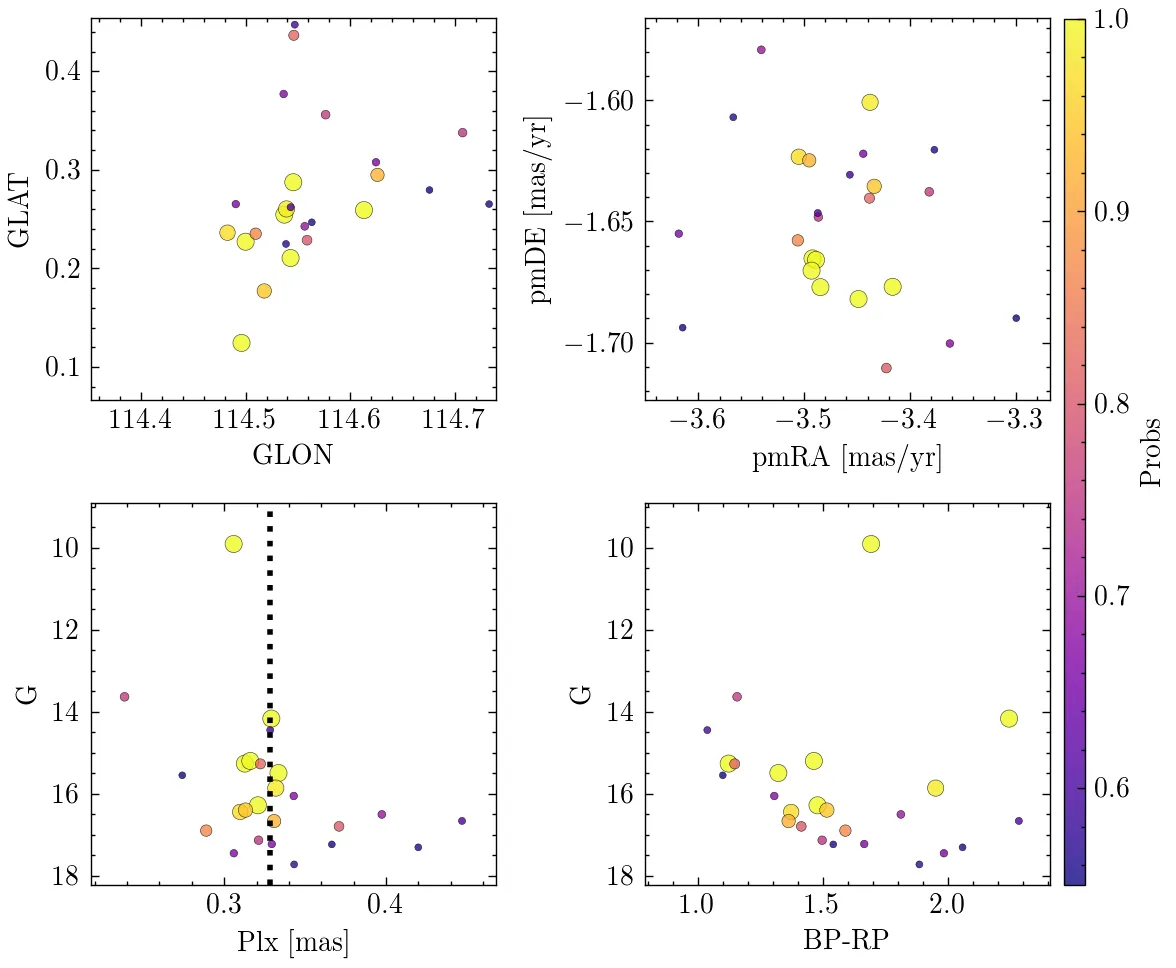 0.4
0.3
0.2
0.1
GLAT
114.4 114.5 114.6 114.7
GLON
−1.60
−1.65
−1.70
pmDE [mas/yr]
−3.6 −3.5 −3.4 −3.3
pmRA [mas/yr]
10
12
14
16
18
G
0.3 0.4
Plx [mas]
10
12
14
16
18
G
1.0 1.5 2.0
BP-RP
1.0
0.9
0.8
0.7
0.6
Probs